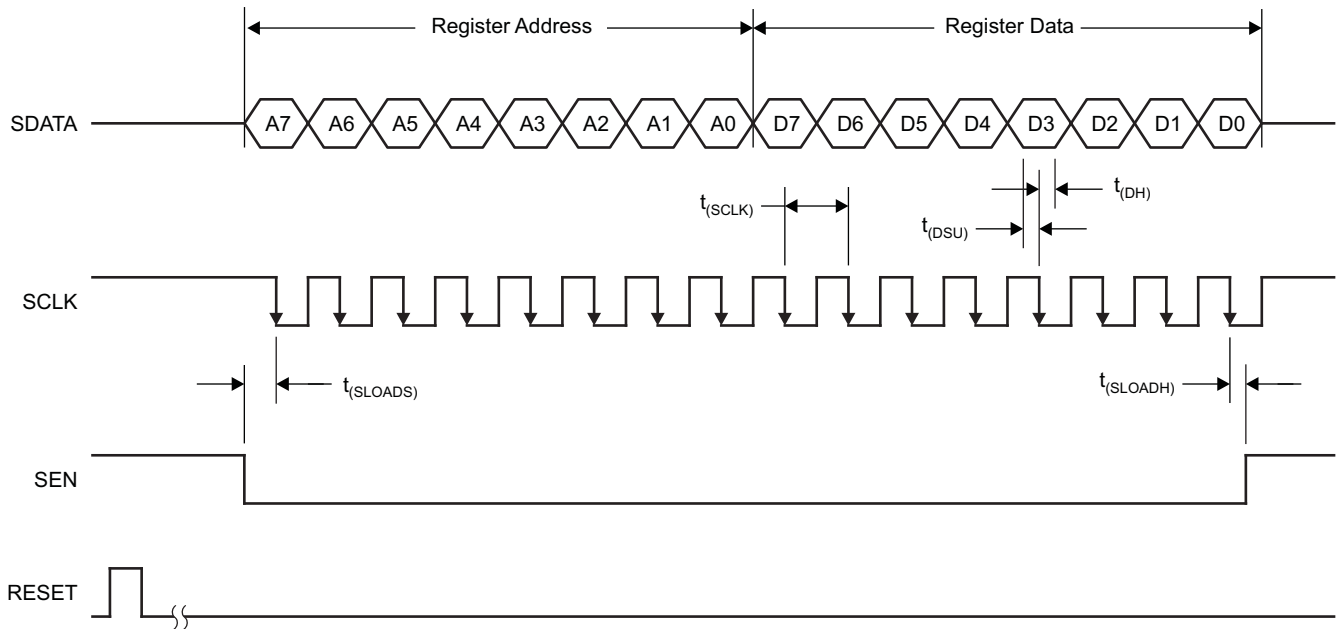 Register Address Register Data
SDATA A7 A6 A5 A4 A3 A2 A1 A0 D7 D6 D5 D4 D3 D2 D1 D0
t(DH)
t(SCLK)
t(DSU)
SCLK
t(SLOADS) t(SLOADH)
SEN
RESET